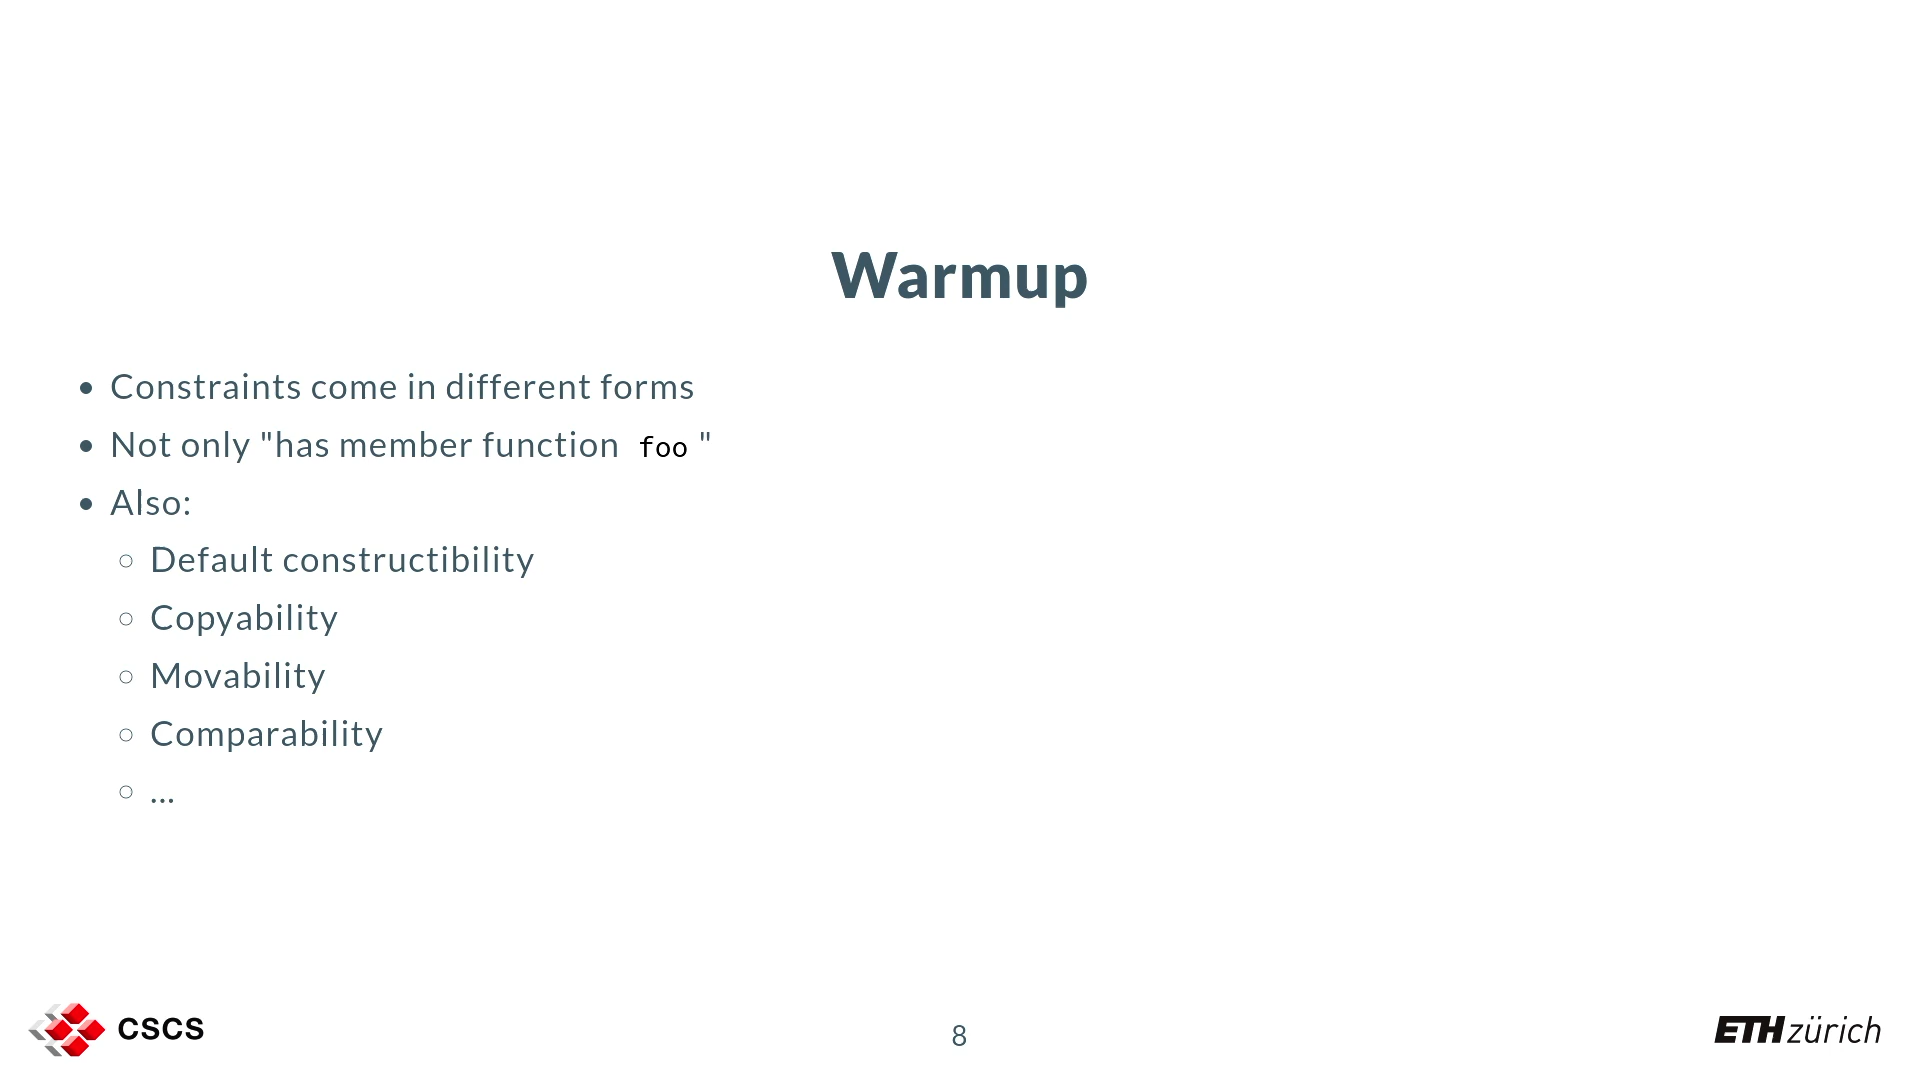 Warmup
• Constraints come in different forms
• Not only "has member function foo "
• Also:
○ Default constructibility
○ Copyability
○ Movability
○ Comparability
○ ...
CSCS
8
ETH zürich